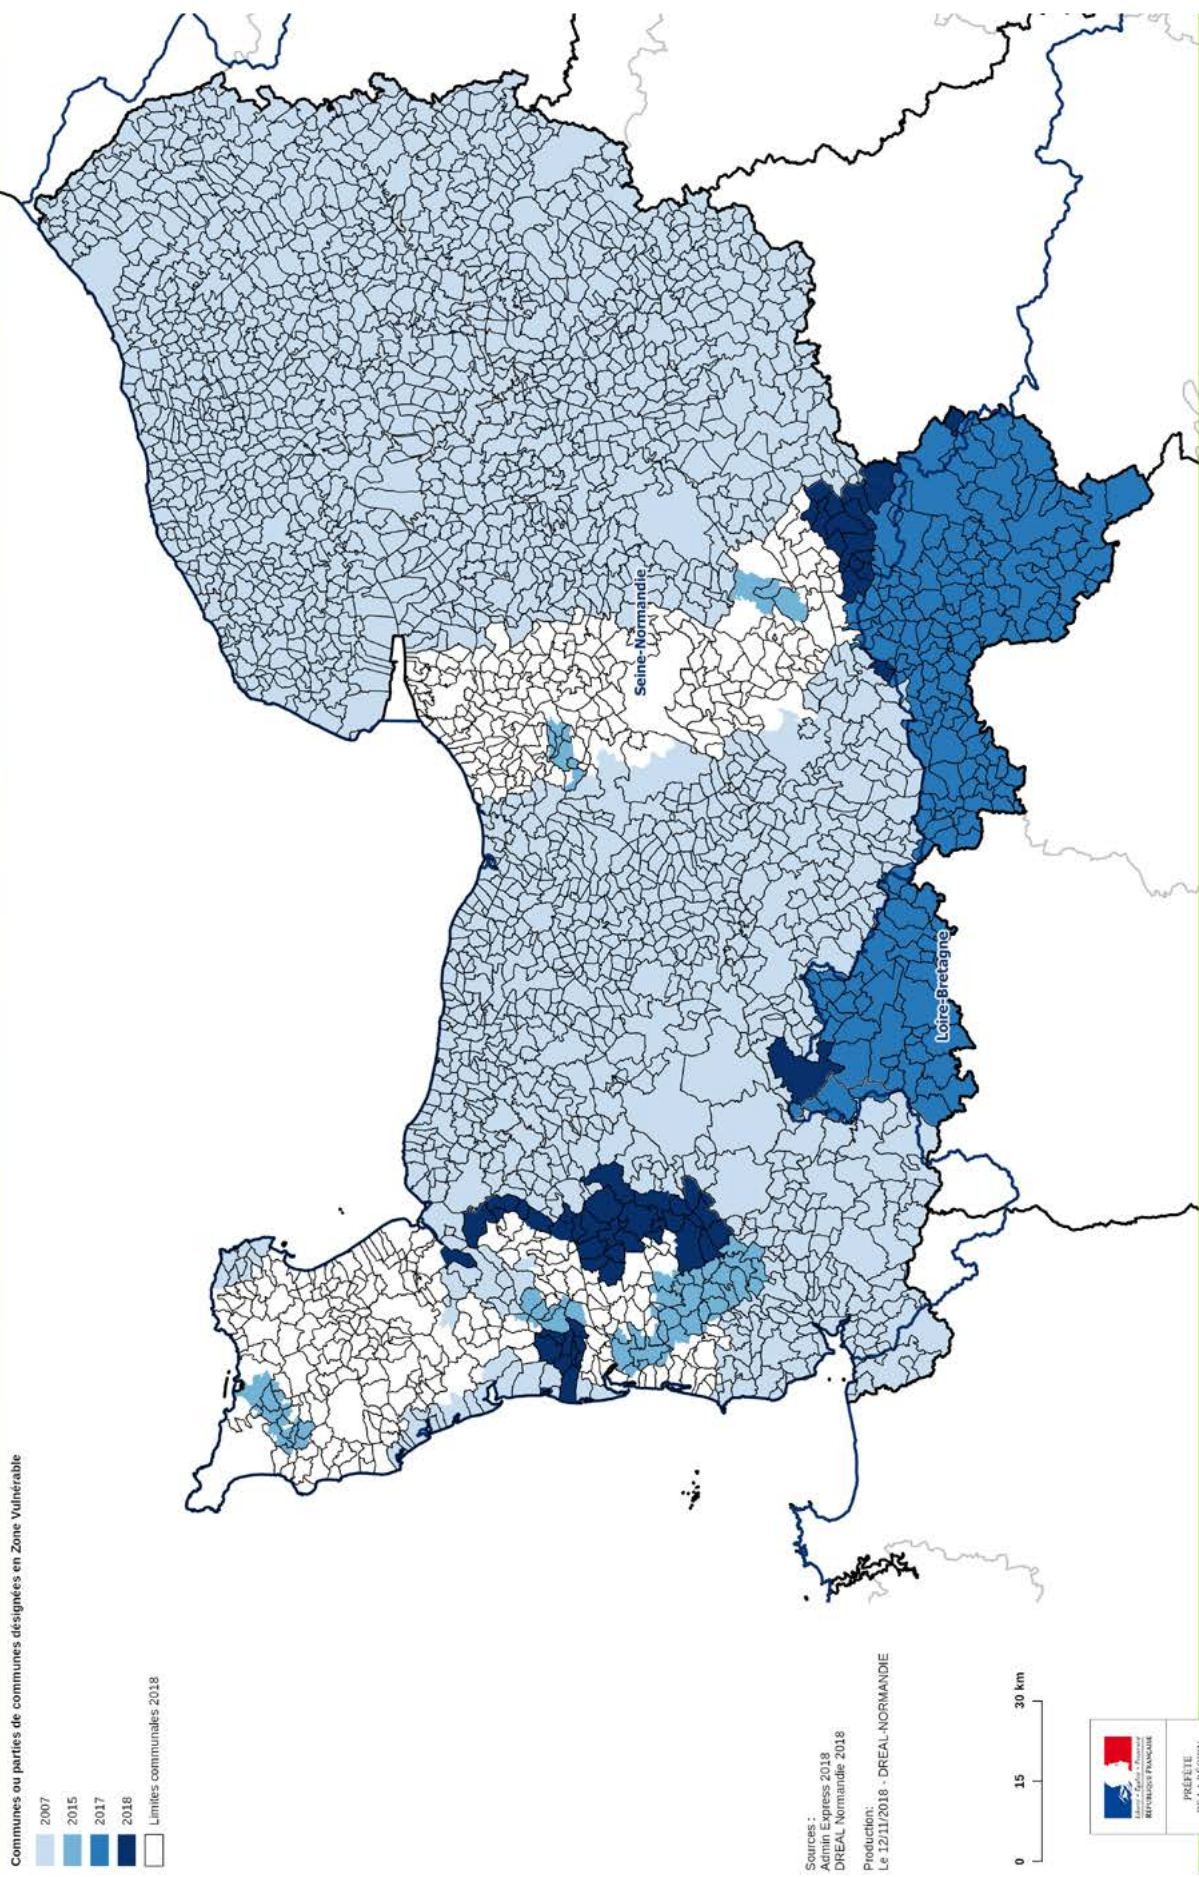 Communes ou parties de communes désignées en Zone Vulnérable
2007
2015
2017
2018
Limites communales 2018
Seine-Normandie
Loire-Bretagne
Sources :
Admin Express 2018
DREAL Normandie 2018
Production:
Le 12/11/2018 - DREAL-NORMANDIE
0 15 30 km
Liberté • Égalité • Fraternité
RÉPUBLIQUE FRANÇAISE
PRÉFÈTE